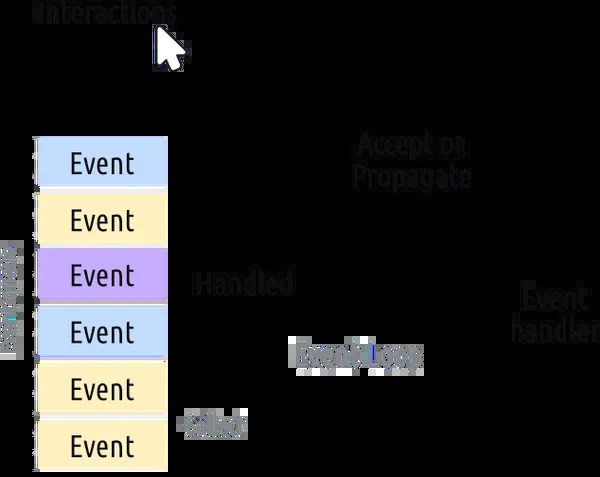 Interactions
Event
Accept or
Propagate
Event
Event
Handled
Event
handler
Event
Event Loop
Event
Event